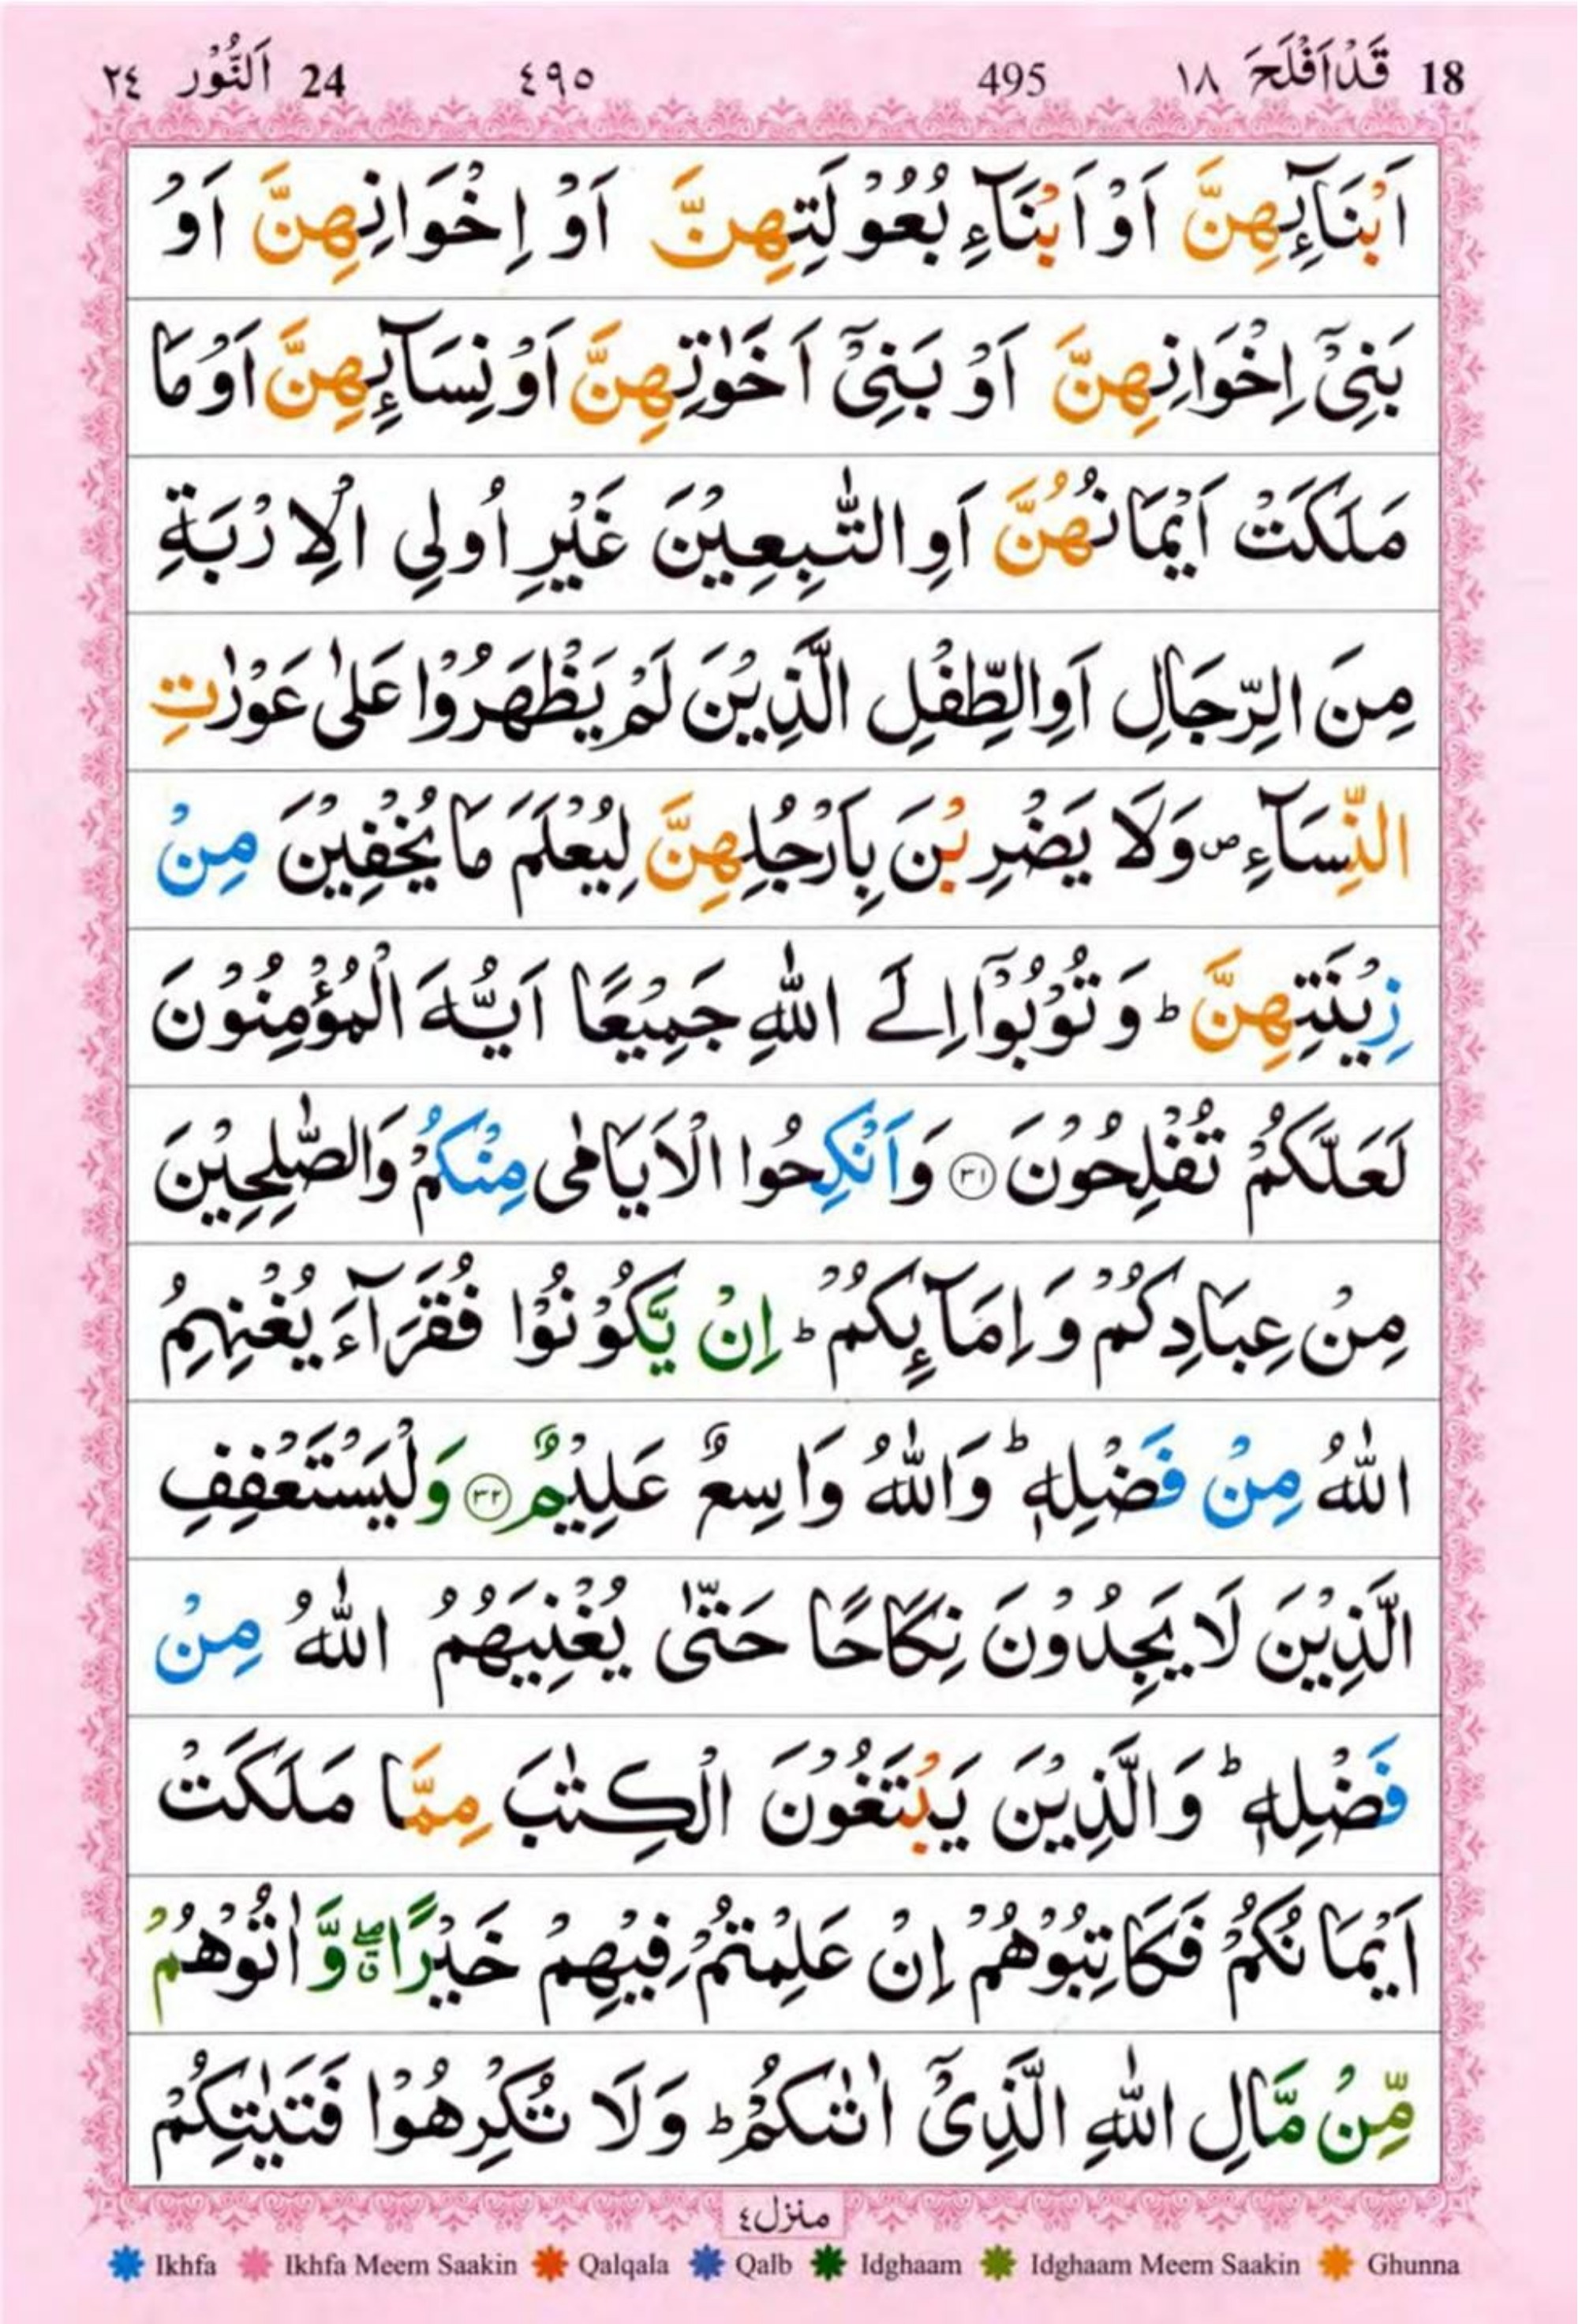 18 قَدْ اَفْلَحَ ١٨ 495 ٤٩٥ 24 اَلنُّوْر ٢٤
اَبْنَآئِهِنَّ اَوْ اَبْنَآءِ بُعُوْلَتِهِنَّ اَوْ اِخْوَانِهِنَّ اَوْ
بَنِىْۤ اِخْوَانِهِنَّ اَوْ بَنِىْۤ اَخَوٰتِهِنَّ اَوْ نِسَآئِهِنَّ اَوْ مَا
مَلَكَتْ اَيْمَانُهُنَّ اَوِ التّٰبِعِيْنَ غَيْرِ اُولِى الْاِرْبَةِ
مِنَ الرِّجَالِ اَوِ الطِّفْلِ الَّذِيْنَ لَمْ يَظْهَرُوْا عَلٰى عَوْرٰتِ
النِّسَآءِ ۖ وَلَا يَضْرِبْنَ بِاَرْجُلِهِنَّ لِيُعْلَمَ مَا يُخْفِيْنَ مِنْ
زِيْنَتِهِنَّ ؕ وَ تُوْبُوْۤا اِلَى اللّٰهِ جَمِيْعًا اَيُّهَ الْمُؤْمِنُوْنَ
لَعَلَّكُمْ تُفْلِحُوْنَ ٣١ وَاَنْكِحُوا الْاَيَامٰى مِنْكُمْ وَالصّٰلِحِيْنَ
مِنْ عِبَادِكُمْ وَ اِمَآئِكُمْ ؕ اِنْ يَّكُوْنُوْا فُقَرَآءَ يُغْنِهِمُ
اللّٰهُ مِنْ فَضْلِهٖ ؕ وَاللّٰهُ وَاسِعٌ عَلِيْمٌ ٣٢ وَلْيَسْتَعْفِفِ
الَّذِيْنَ لَا يَجِدُوْنَ نِكَاحًا حَتّٰى يُغْنِيَهُمُ اللّٰهُ مِنْ
فَضْلِهٖ ؕ وَالَّذِيْنَ يَبْتَغُوْنَ الْكِتٰبَ مِمَّا مَلَكَتْ
اَيْمَانُكُمْ فَكَاتِبُوْهُمْ اِنْ عَلِمْتُمْ فِيْهِمْ خَيْرًا ۖۗ وَّ اٰتُوْهُمْ
مِّنْ مَّالِ اللّٰهِ الَّذِىْۤ اٰتٰىكُمْ ؕ وَلَا تُكْرِهُوْا فَتَيٰتِكُمْ
منزل ٤
Ikhfa Ikhfa Meem Saakin Qalqala Qalb Idghaam Idghaam Meem Saakin Ghunna